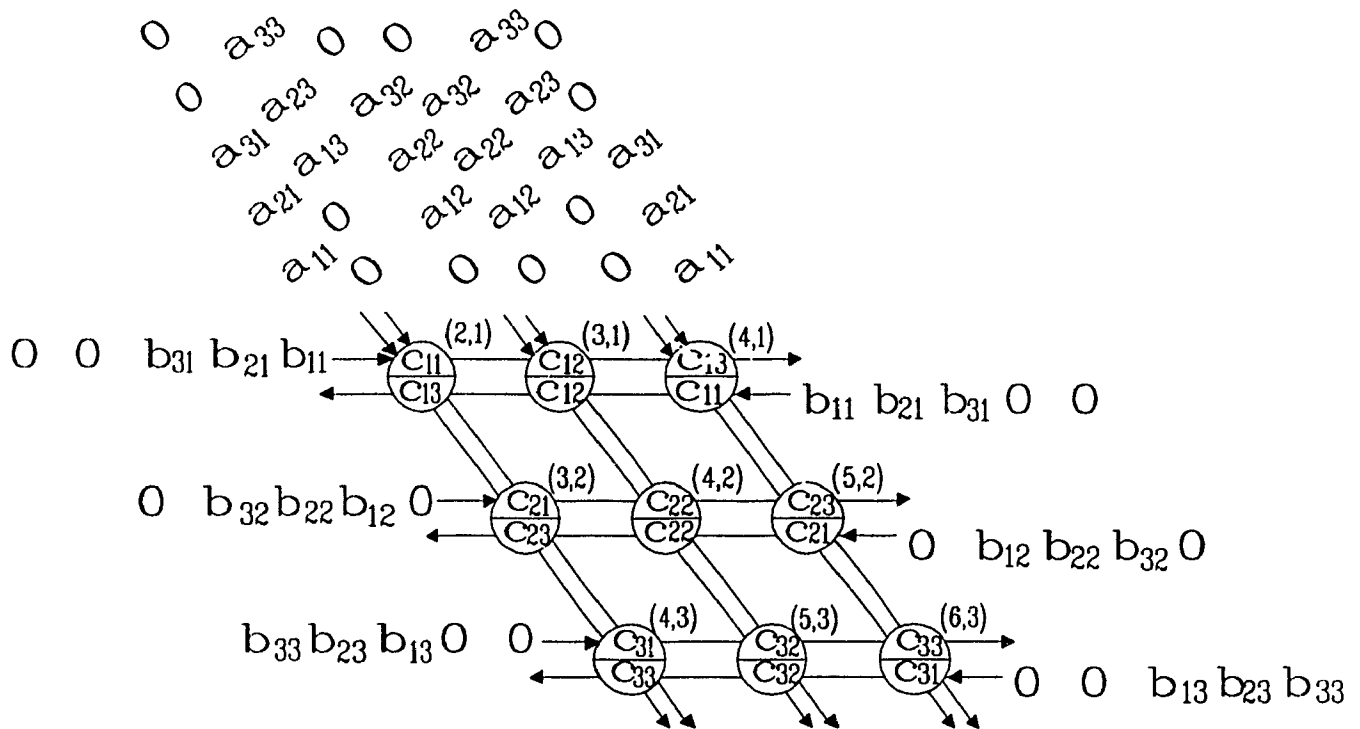 0 a33 0 0 a33 0
0 a23 a32 a32 a23 0
a31 a13 a22 a22 a13 a31
a21 0 a12 a12 0 a21
a11 0 0 0 0 a11
(2,1) (3,1) (4,1)
0 0 b31 b21 b11 C11 C12 C13
C13 C12 C11 b11 b21 b31 0 0
(3,2) (4,2) (5,2)
0 b32 b22 b12 0 C21 C22 C23
C23 C22 C21 0 b12 b22 b32 0
(4,3) (5,3) (6,3)
b33 b23 b13 0 0 C31 C32 C33
C33 C32 C31 0 0 b13 b23 b33